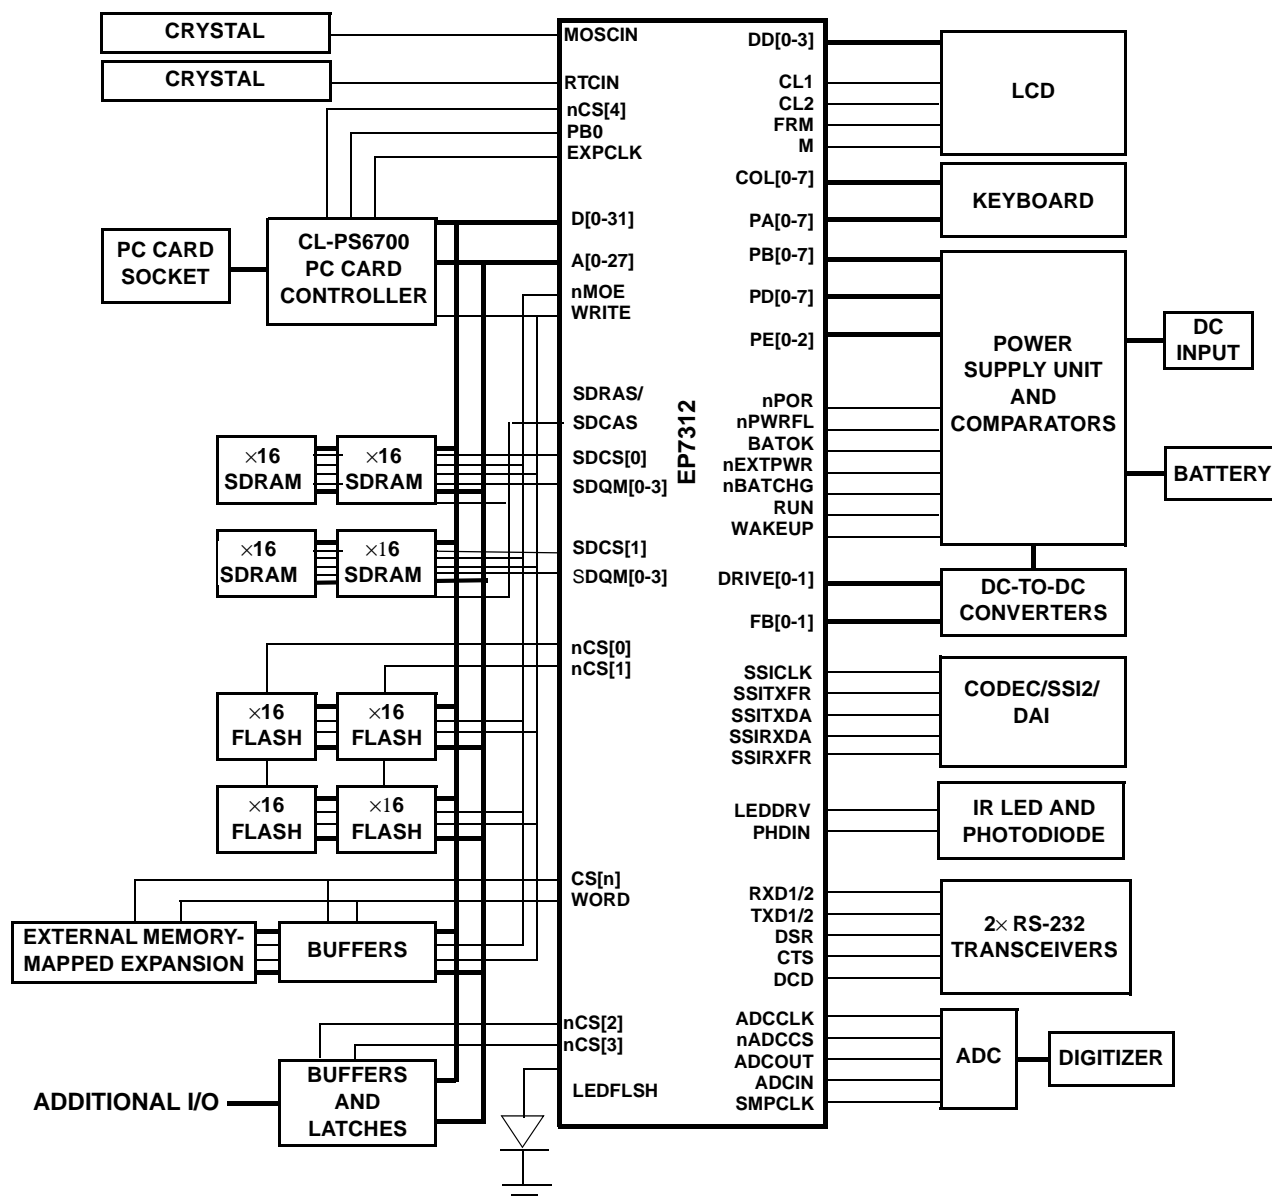 CRYSTAL
CRYSTAL
PC CARD
SOCKET
CL-PS6700
PC CARD
CONTROLLER
×16
SDRAM
×16
SDRAM
×16
SDRAM
×16
SDRAM
×16
FLASH
×16
FLASH
×16
FLASH
×16
FLASH
EXTERNAL MEMORY-
MAPPED EXPANSION
BUFFERS
ADDITIONAL I/O
BUFFERS
AND
LATCHES
MOSCIN
RTCIN
nCS[4]
PB0
EXPCLK
D[0-31]
A[0-27]
nMOE
WRITE
SDRAS/
SDCAS
SDCS[0]
SDQM[0-3]
SDCS[1]
SDQM[0-3]
nCS[0]
nCS[1]
CS[n]
WORD
nCS[2]
nCS[3]
LEDFLSH
EP7312
DD[0-3]
CL1
CL2
FRM
M
COL[0-7]
PA[0-7]
PB[0-7]
PD[0-7]
PE[0-2]
nPOR
nPWRFL
BATOK
nEXTPWR
nBATCHG
RUN
WAKEUP
DRIVE[0-1]
FB[0-1]
SSICLK
SSITXFR
SSITXDA
SSIRXDA
SSIRXFR
LEDDRV
PHDIN
RXD1/2
TXD1/2
DSR
CTS
DCD
ADCCLK
nADCCS
ADCOUT
ADCIN
SMPCLK
LCD
KEYBOARD
POWER
SUPPLY UNIT
AND
COMPARATORS
DC
INPUT
BATTERY
DC-TO-DC
CONVERTERS
CODEC/SSI2/
DAI
IR LED AND
PHOTODIODE
2× RS-232
TRANSCEIVERS
ADC
DIGITIZER